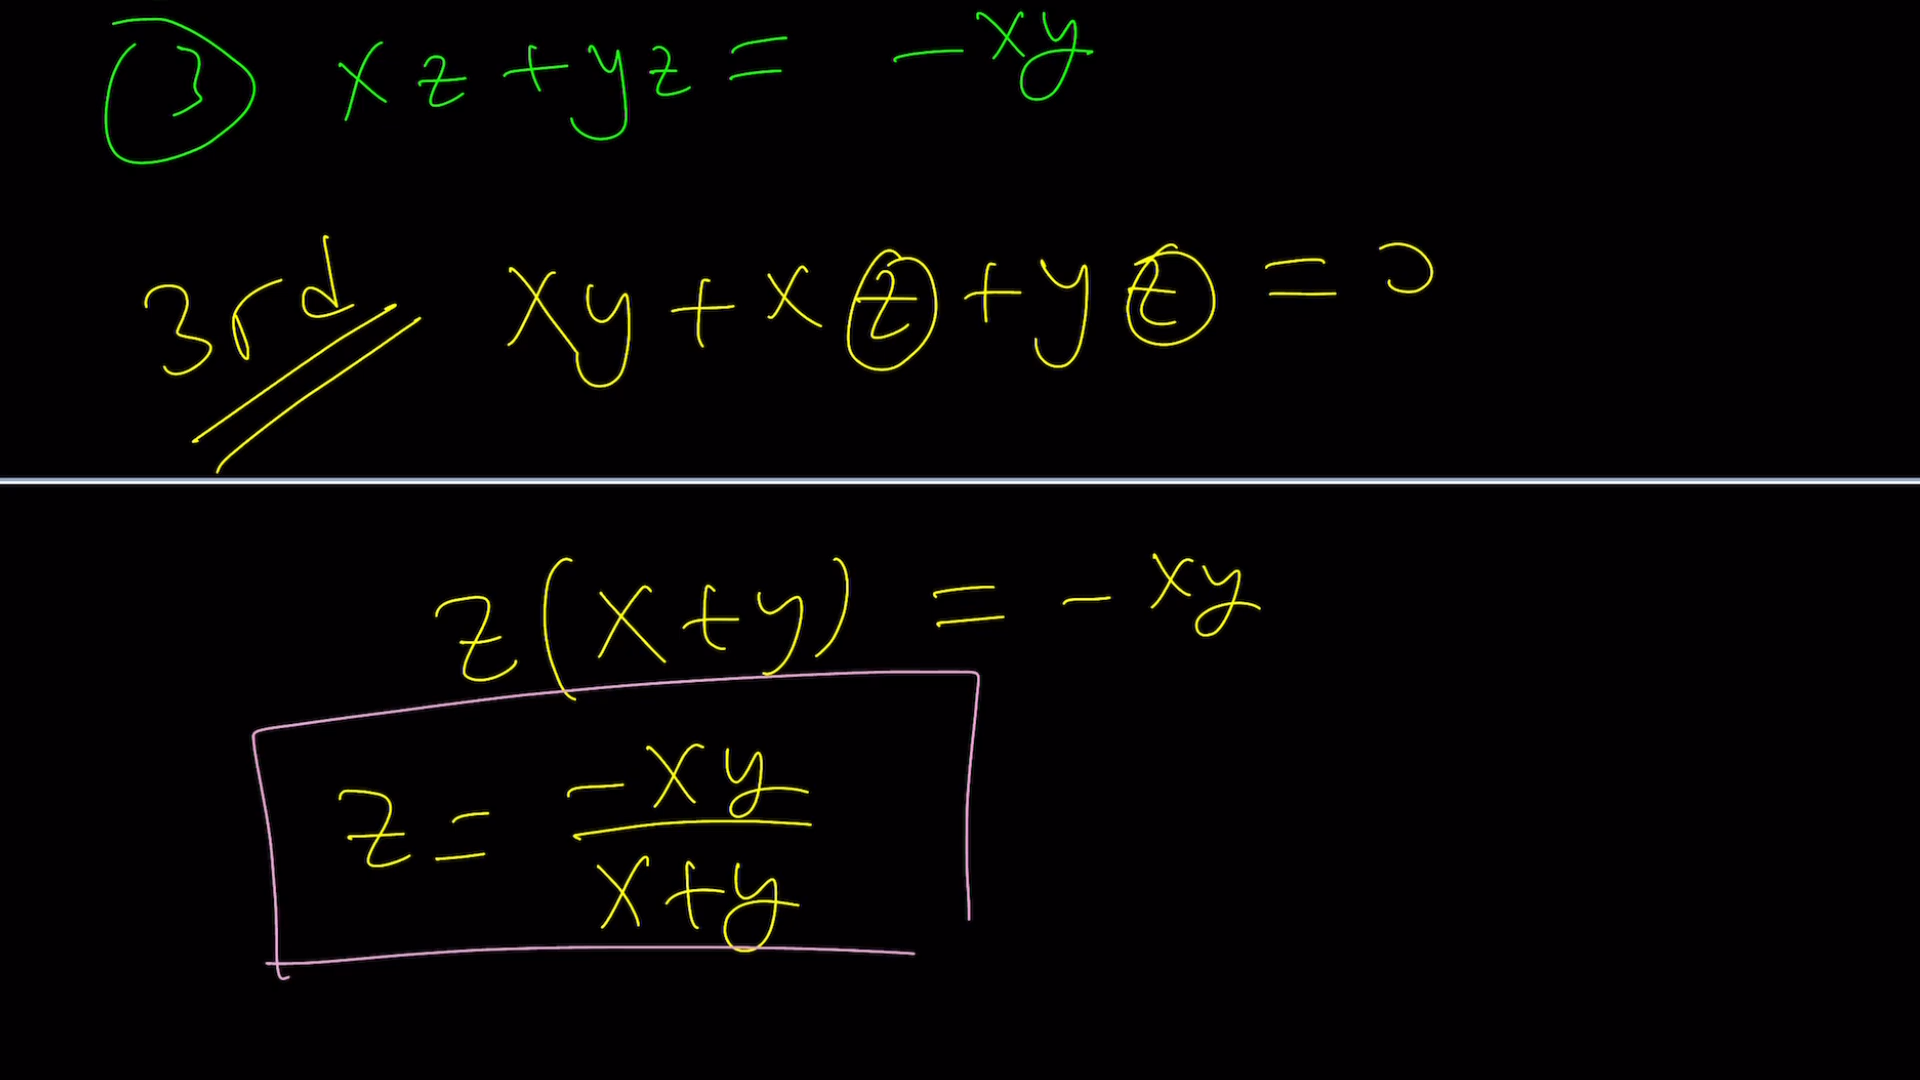 ③ xz + yz = -xy
3rd xy + xz + yz = 0
z(x+y) = -xy
z = -xy / x+y